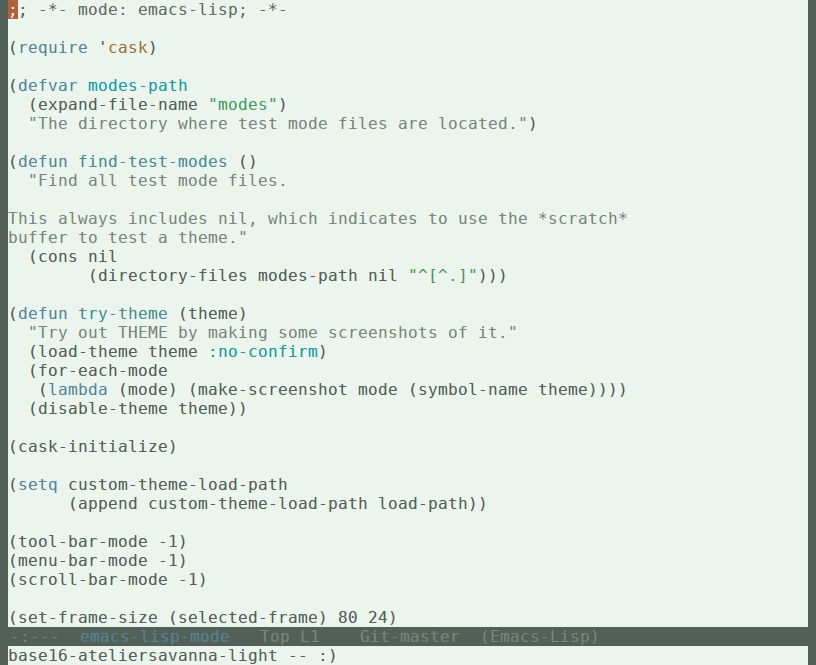 ;; -*- mode: emacs-lisp; -*-

(require 'cask)

(defvar modes-path
  (expand-file-name "modes")
  "The directory where test mode files are located.")

(defun find-test-modes ()
  "Find all test mode files.

This always includes nil, which indicates to use the *scratch*
buffer to test a theme."
  (cons nil
        (directory-files modes-path nil "^[^.]")))

(defun try-theme (theme)
  "Try out THEME by making some screenshots of it."
  (load-theme theme :no-confirm)
  (for-each-mode
   (lambda (mode) (make-screenshot mode (symbol-name theme))))
  (disable-theme theme))

(cask-initialize)

(setq custom-theme-load-path
      (append custom-theme-load-path load-path))

(tool-bar-mode -1)
(menu-bar-mode -1)
(scroll-bar-mode -1)

(set-frame-size (selected-frame) 80 24)
-:---  emacs-lisp-mode   Top L1    Git-master  (Emacs-Lisp)
base16-ateliersavanna-light -- :)